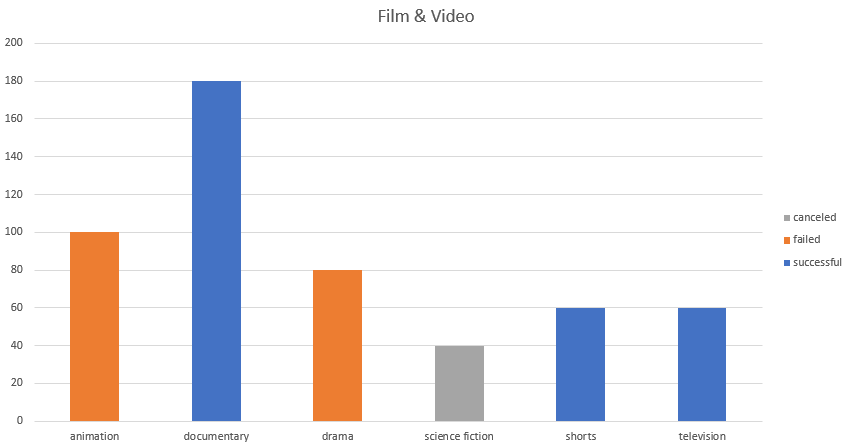 Film & Video
200
180
160
140
120
100
80
60
40
20
0
animation documentary drama science fiction shorts television
canceled
failed
successful